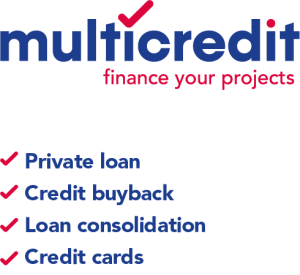 multicredit
finance your projects
Private loan
Credit buyback
Loan consolidation
Credit cards